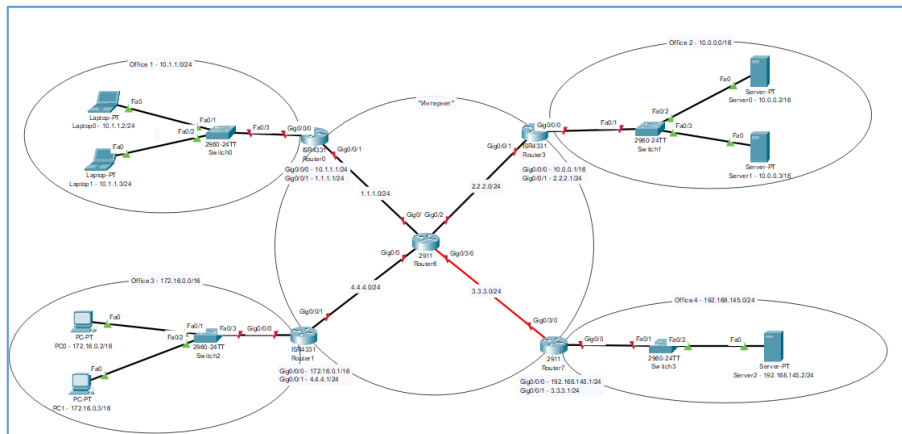 Office 1 - 10.1.1.0/24
Fa0
Laptop-PT
Laptop0 - 10.1.1.2/24
Fa0/1
Fa0/2
Fa0/3
2960-24TT
Switch0
Fa0
Laptop-PT
Laptop1 - 10.1.1.3/24
Gig0/0/0
ISR4331
Router0
Gig0/0/1
Gig0/0/0 - 10.1.1.1/24
Gig0/0/1 - 1.1.1.1/24
"Интернет"
1.1.1.0/24
Office 2 - 10.0.0.0/16
Fa0
Server-PT
Server0 - 10.0.0.2/16
Fa0/2
Fa0/3
Fa0/1
2960-24TT
Switch1
Fa0
Server-PT
Server1 - 10.0.0.3/16
Gig0/0/0
ISR4331
Router3
Gig0/0/1
Gig0/0/0 - 10.0.0.1/16
Gig0/0/1 - 2.2.2.1/24
2.2.2.0/24
Gig0/
Gig0/2
Gig0/0
2911
Router6
Gig0/3/0
4.4.4.0/24
3.3.3.0/24
Office 3 - 172.16.0.0/16
Fa0
PC-PT
PC0 - 172.16.0.2/16
Fa0/1
Fa0/2
Fa0/3
2960-24TT
Switch2
Fa0
PC-PT
PC1 - 172.16.0.3/16
Gig0/0/0
Gig0/0/1
ISR4331
Router1
Gig0/0/0 - 172.16.0.1/16
Gig0/0/1 - 4.4.4.1/24
Office 4 - 192.168.145.0/24
Gig0/3/0
Gig0/0
2911
Router7
Gig0/0/0 - 192.168.145.1/24
Gig0/0/1 - 3.3.3.1/24
Fa0/1
Fa0/2
2960-24TT
Switch3
Fa0
Server-PT
Server2 - 192.168.145.2/24